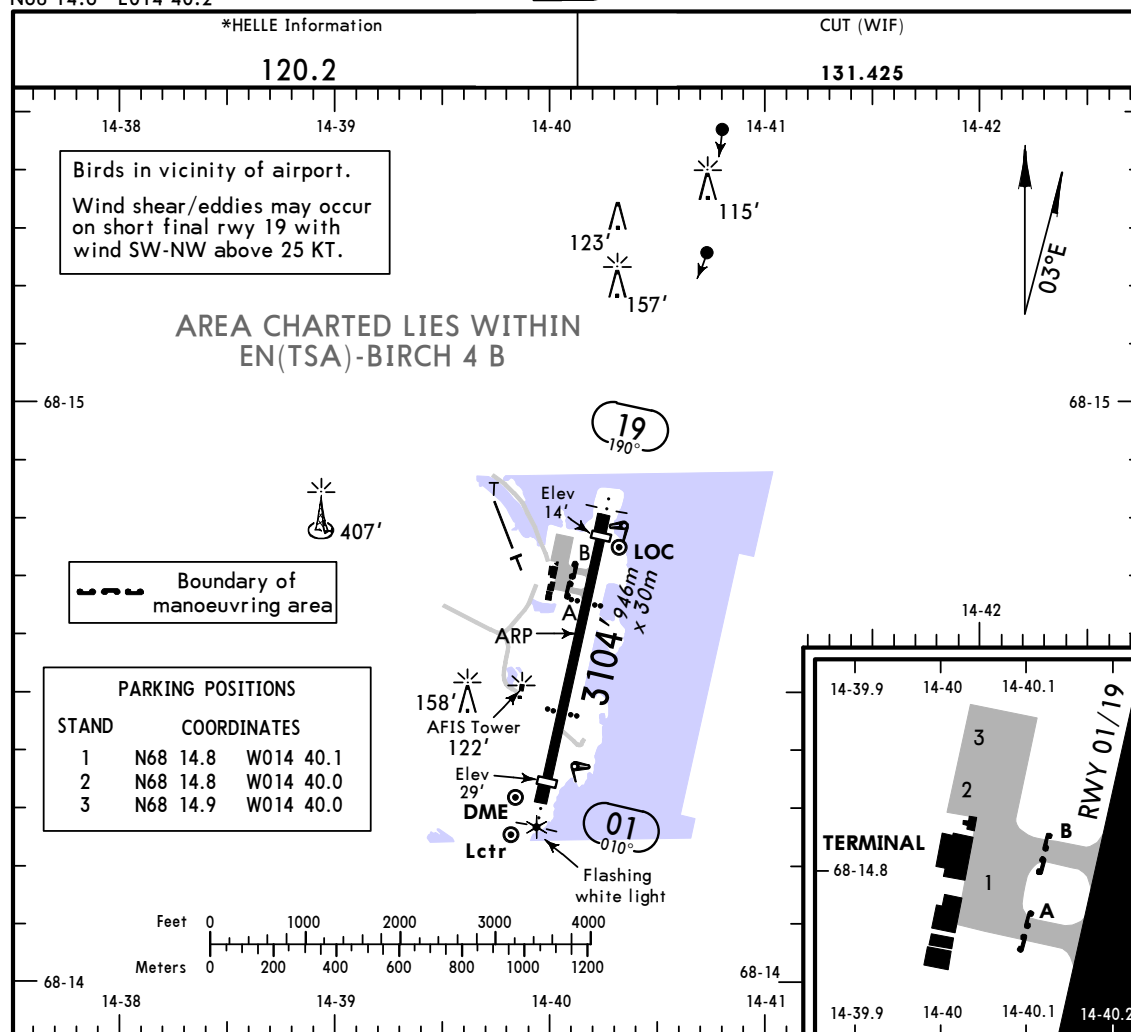 *HELLE Information
120.2
CUT (WIF)
131.425
14-38
14-39
14-40
14-41
14-42
Birds in vicinity of airport.
Wind shear/eddies may occur
on short final rwy 19 with
wind SW-NW above 25 KT.
115'
123'
157'
03°E
AREA CHARTED LIES WITHIN
EN(TSA)-BIRCH 4 B
68-15
68-15
19
190°
407'
T
T
Elev
14'
B
LOC
A
ARP
3104'
946m
x 30m
Boundary of
manoeuvring area
14-42
PARKING POSITIONS
STAND COORDINATES
1 N68 14.8 W014 40.1
2 N68 14.8 W014 40.0
3 N68 14.9 W014 40.0
158'
AFIS Tower
122'
Elev
29'
DME
Lctr
01
010°
Flashing
white light
Feet 0 1000 2000 3000 4000
Meters 0 200 400 600 800 1000 1200
68-14
68-14
14-38
14-39
14-40
14-41
14-39.9
14-40
14-40.1
3
2
1
RWY 01/19
TERMINAL
68-14.8
B
A
14-39.9
14-40
14-40.1
14-40.2